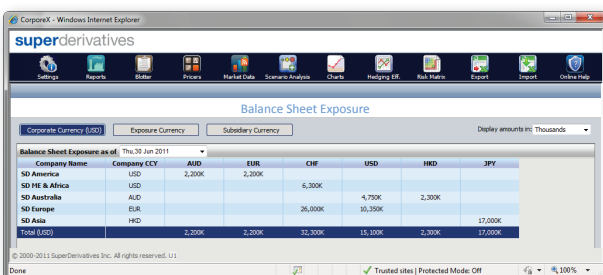 CorporeX - Windows Internet Explorer
superderivatives
Settings Reports Blotter Pricers Market Data Scenario Analysis Charts Hedging Eff. Risk Matrix Export Import Online Help
Balance Sheet Exposure
Corporate Currency (USD) Exposure Currency Subsidiary Currency Display amounts in: Thousands
Balance Sheet Exposure as of Thu,30 Jun 2011
Company Name Company CCY AUD EUR CHF USD HKD JPY
SD America USD 2,200K 2,200K
SD ME & Africa USD 6,300K
SD Australia AUD 4,750K 2,300K
SD Europe EUR 26,000K 10,350K
SD Asia HKD 17,000K
Total (USD) 2,200K 2,200K 32,300K 15,100K 2,300K 17,000K
© 2000-2011 SuperDerivatives Inc. All rights reserved. U1
Done Trusted sites | Protected Mode: Off 100%